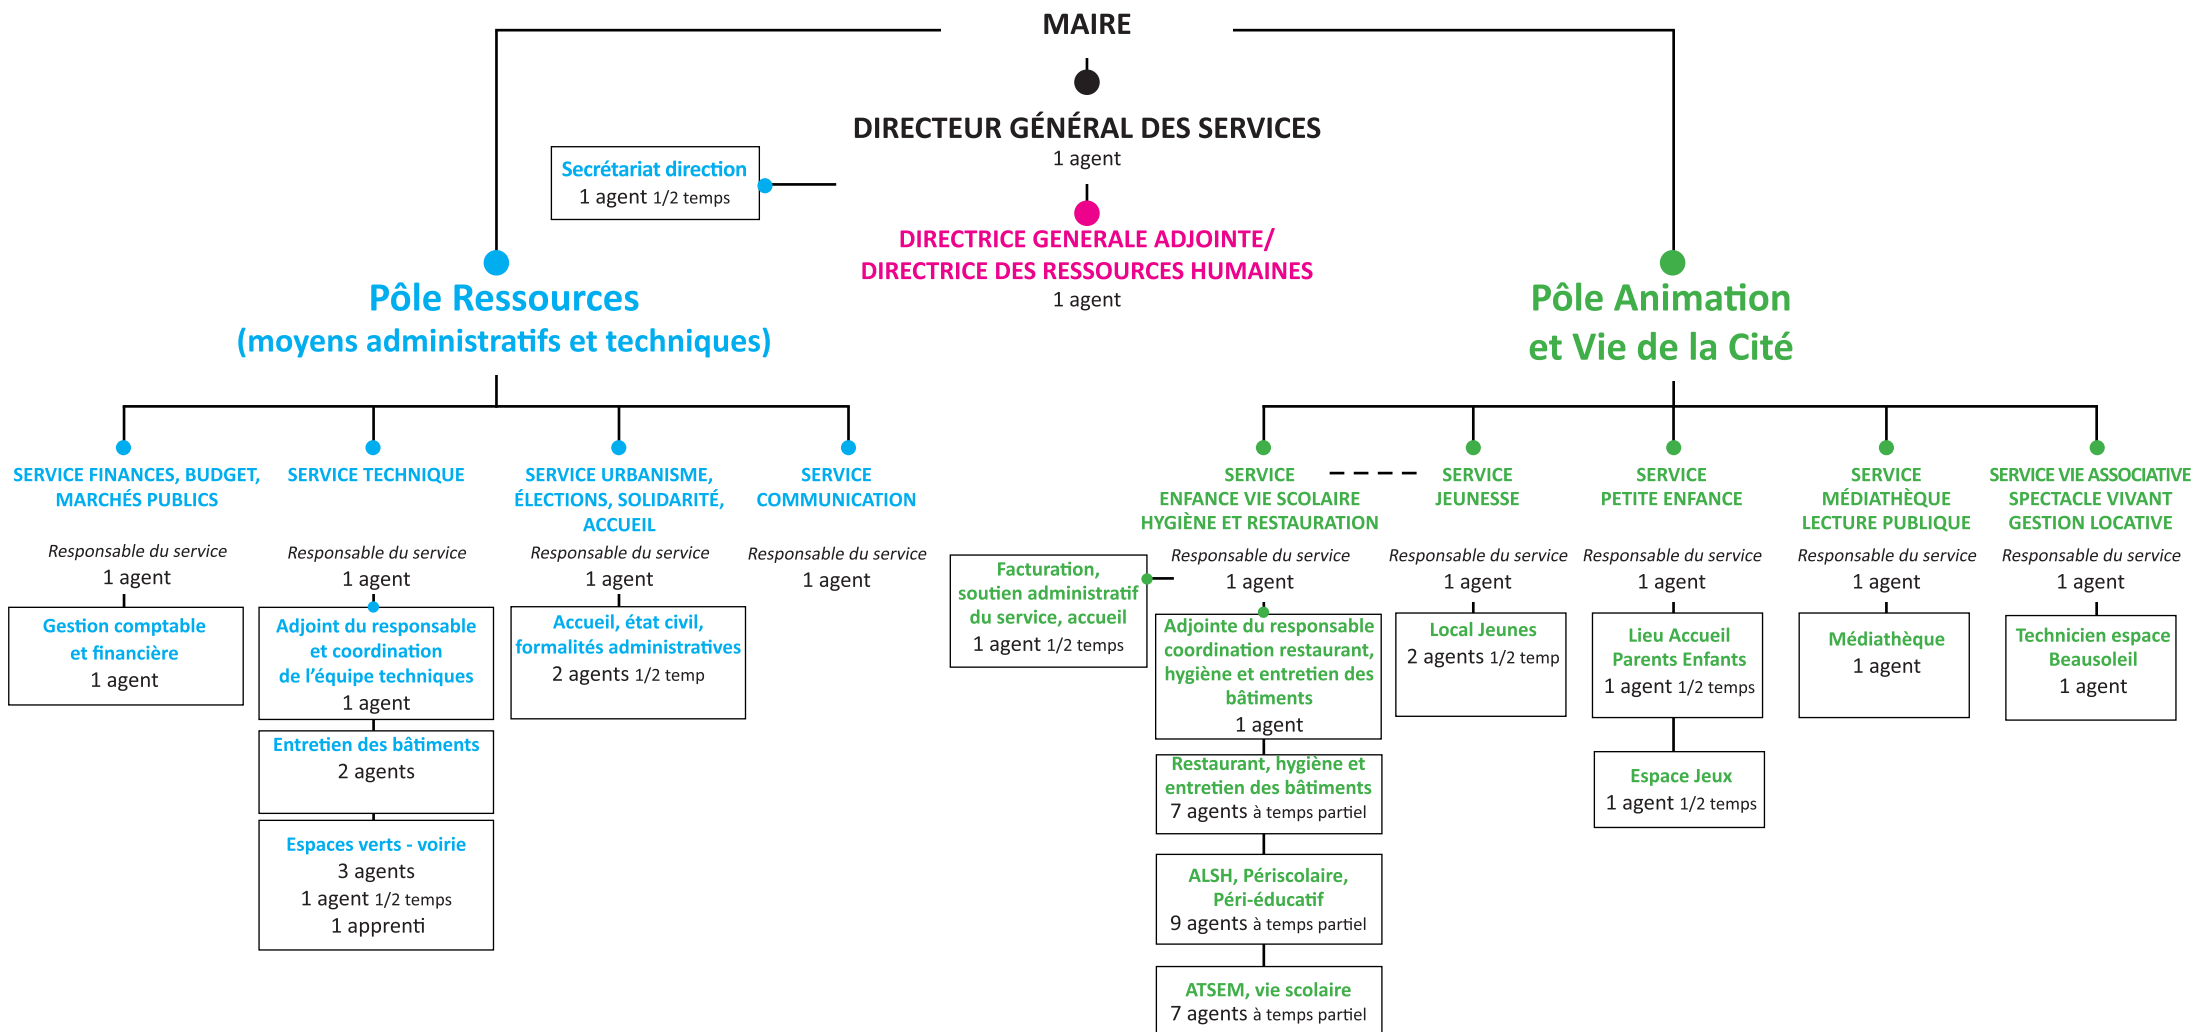 MAIRE
DIRECTEUR GÉNÉRAL DES SERVICES
1 agent
Secrétariat direction
1 agent 1/2 temps
DIRECTRICE GENERALE ADJOINTE/
DIRECTRICE DES RESSOURCES HUMAINES
1 agent
Pôle Ressources
(moyens administratifs et techniques)
SERVICE FINANCES, BUDGET,
MARCHÉS PUBLICS
Responsable du service
1 agent
Gestion comptable
et financière
1 agent
SERVICE TECHNIQUE
Responsable du service
1 agent
Adjoint du responsable
et coordination
de l'équipe techniques
1 agent
Entretien des bâtiments
2 agents
Espaces verts - voirie
3 agents
1 agent 1/2 temps
1 apprenti
SERVICE URBANISME,
ÉLECTIONS, SOLIDARITÉ,
ACCUEIL
Responsable du service
1 agent
Accueil, état civil,
formalités administratives
2 agents 1/2 temp
SERVICE
COMMUNICATION
Responsable du service
1 agent
Pôle Animation
et Vie de la Cité
SERVICE
ENFANCE VIE SCOLAIRE
HYGIÈNE ET RESTAURATION
Responsable du service
1 agent
Facturation,
soutien administratif
du service, accueil
1 agent 1/2 temps
Adjointe du responsable
coordination restaurant,
hygiène et entretien des
bâtiments
1 agent
Restaurant, hygiène et
entretien des bâtiments
7 agents à temps partiel
ALSH, Périscolaire,
Péri-éducatif
9 agents à temps partiel
ATSEM, vie scolaire
7 agents à temps partiel
SERVICE
JEUNESSE
Responsable du service
1 agent
Local Jeunes
2 agents 1/2 temp
SERVICE
PETITE ENFANCE
Responsable du service
1 agent
Lieu Accueil
Parents Enfants
1 agent 1/2 temps
Espace Jeux
1 agent 1/2 temps
SERVICE
MÉDIATHÈQUE
LECTURE PUBLIQUE
Responsable du service
1 agent
Médiathèque
1 agent
SERVICE VIE ASSOCIATIVE
SPECTACLE VIVANT
GESTION LOCATIVE
Responsable du service
1 agent
Technicien espace
Beausoleil
1 agent